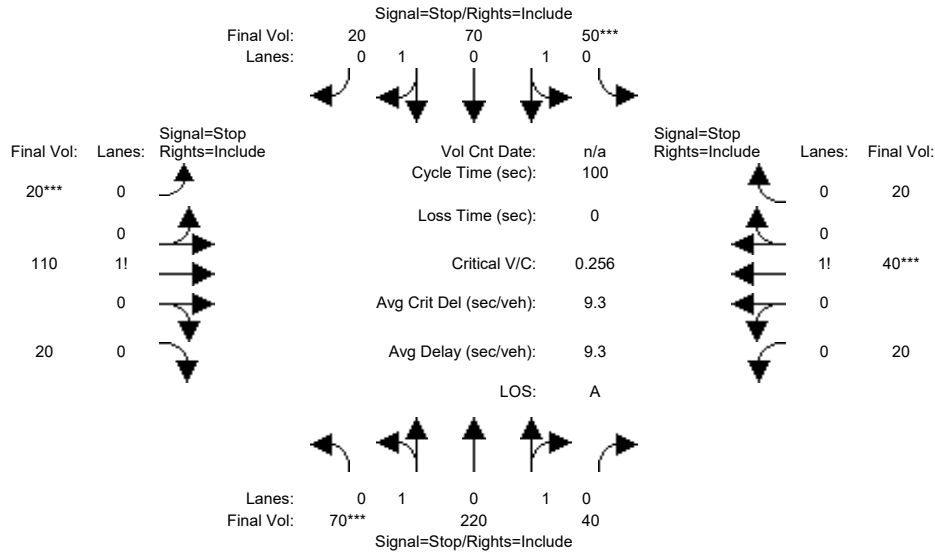 Signal=Stop/Rights=Include
Final Vol: 20 70 50***
Lanes: 0 1 0 1 0
Signal=Stop
Final Vol: Lanes: Rights=Include
Vol Cnt Date: n/a
Signal=Stop
Rights=Include Lanes: Final Vol:
Cycle Time (sec): 100
20*** 0
0 20
Loss Time (sec): 0
0
0
110 1!
Critical V/C: 0.256
1! 40***
0
Avg Crit Del (sec/veh): 9.3
0
20 0
Avg Delay (sec/veh): 9.3
0 20
LOS: A
Lanes: 0 1 0 1 0
Final Vol: 70*** 220 40
Signal=Stop/Rights=Include